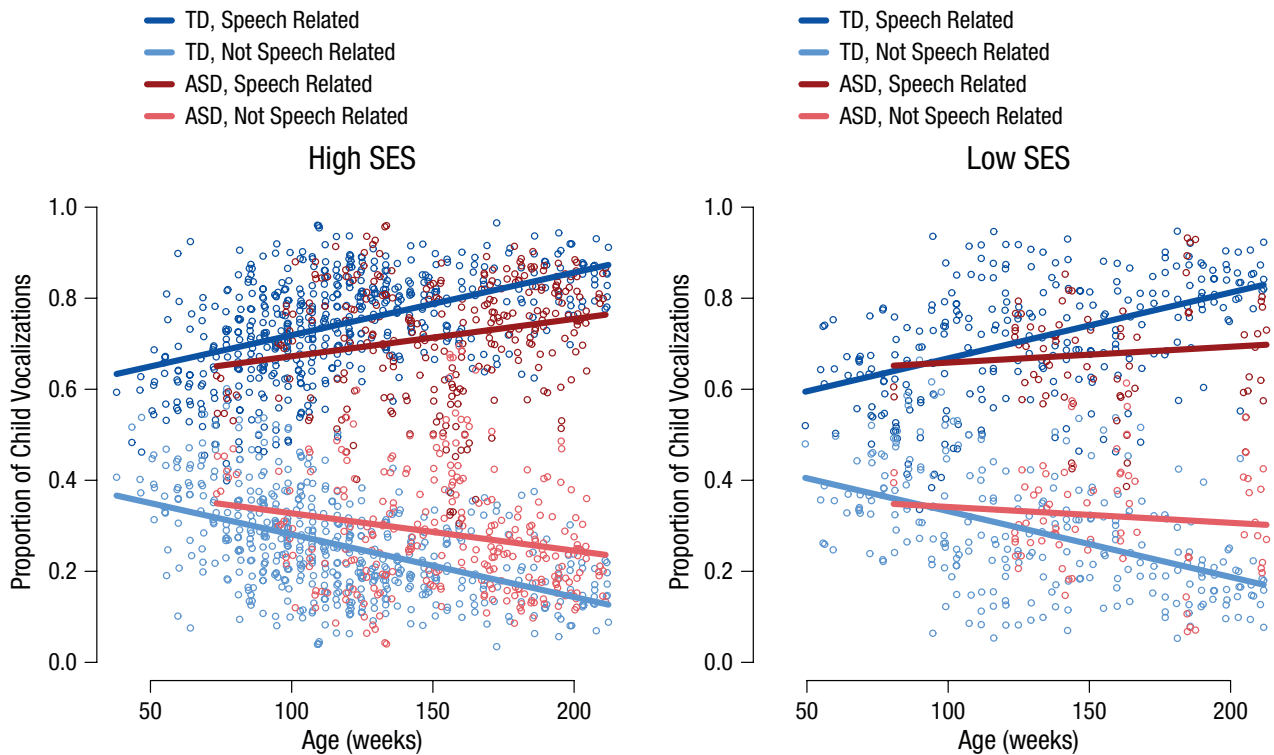 TD, Speech Related
TD, Not Speech Related
ASD, Speech Related
ASD, Not Speech Related
High SES
1.0
0.8
0.6
0.4
0.2
0.0
Proportion of Child Vocalizations
50 100 150 200
Age (weeks)
TD, Speech Related
TD, Not Speech Related
ASD, Speech Related
ASD, Not Speech Related
Low SES
1.0
0.8
0.6
0.4
0.2
0.0
Proportion of Child Vocalizations
50 100 150 200
Age (weeks)